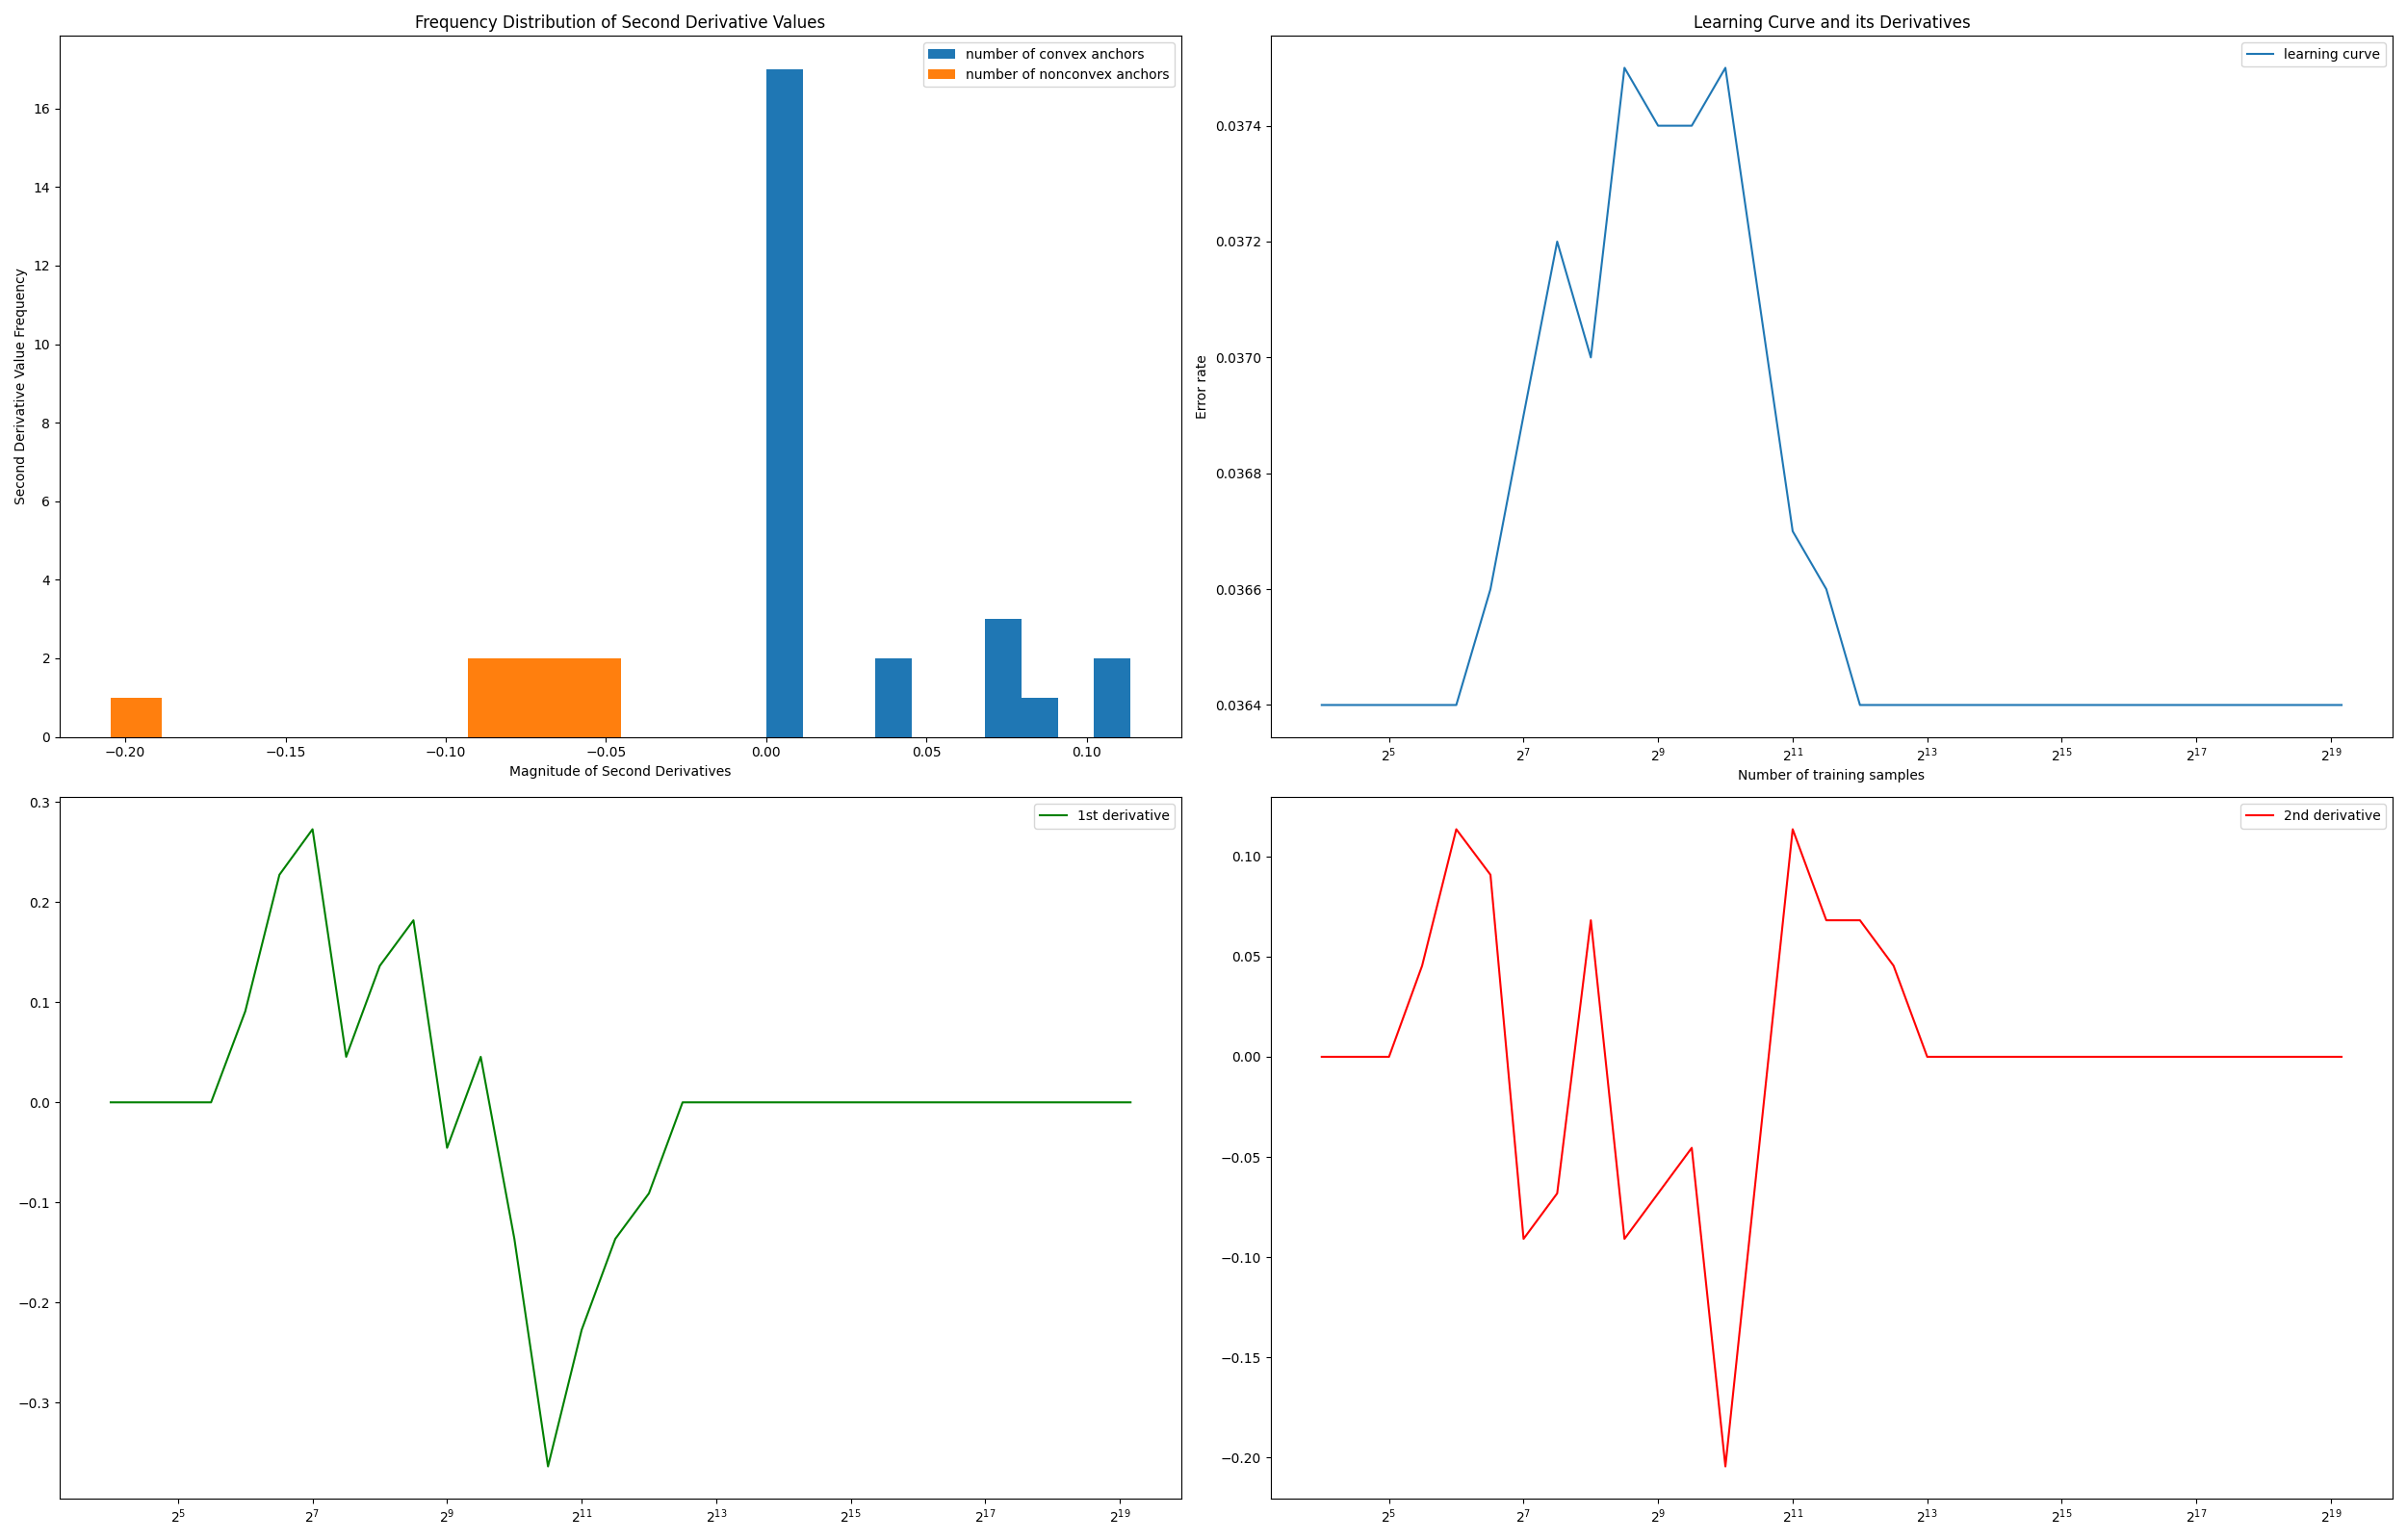 Frequency Distribution of Second Derivative Values
number of convex anchors
number of nonconvex anchors
Second Derivative Value Frequency
16
14
12
10
8
6
4
2
0
−0.20 −0.15 −0.10 −0.05 0.00 0.05 0.10
Magnitude of Second Derivatives
Learning Curve and its Derivatives
learning curve
Error rate
0.0374
0.0372
0.0370
0.0368
0.0366
0.0364
2^5 2^7 2^9 2^11 2^13 2^15 2^17 2^19
Number of training samples
1st derivative
0.3
0.2
0.1
0.0
−0.1
−0.2
−0.3
2^5 2^7 2^9 2^11 2^13 2^15 2^17 2^19
2nd derivative
0.10
0.05
0.00
−0.05
−0.10
−0.15
−0.20
2^5 2^7 2^9 2^11 2^13 2^15 2^17 2^19